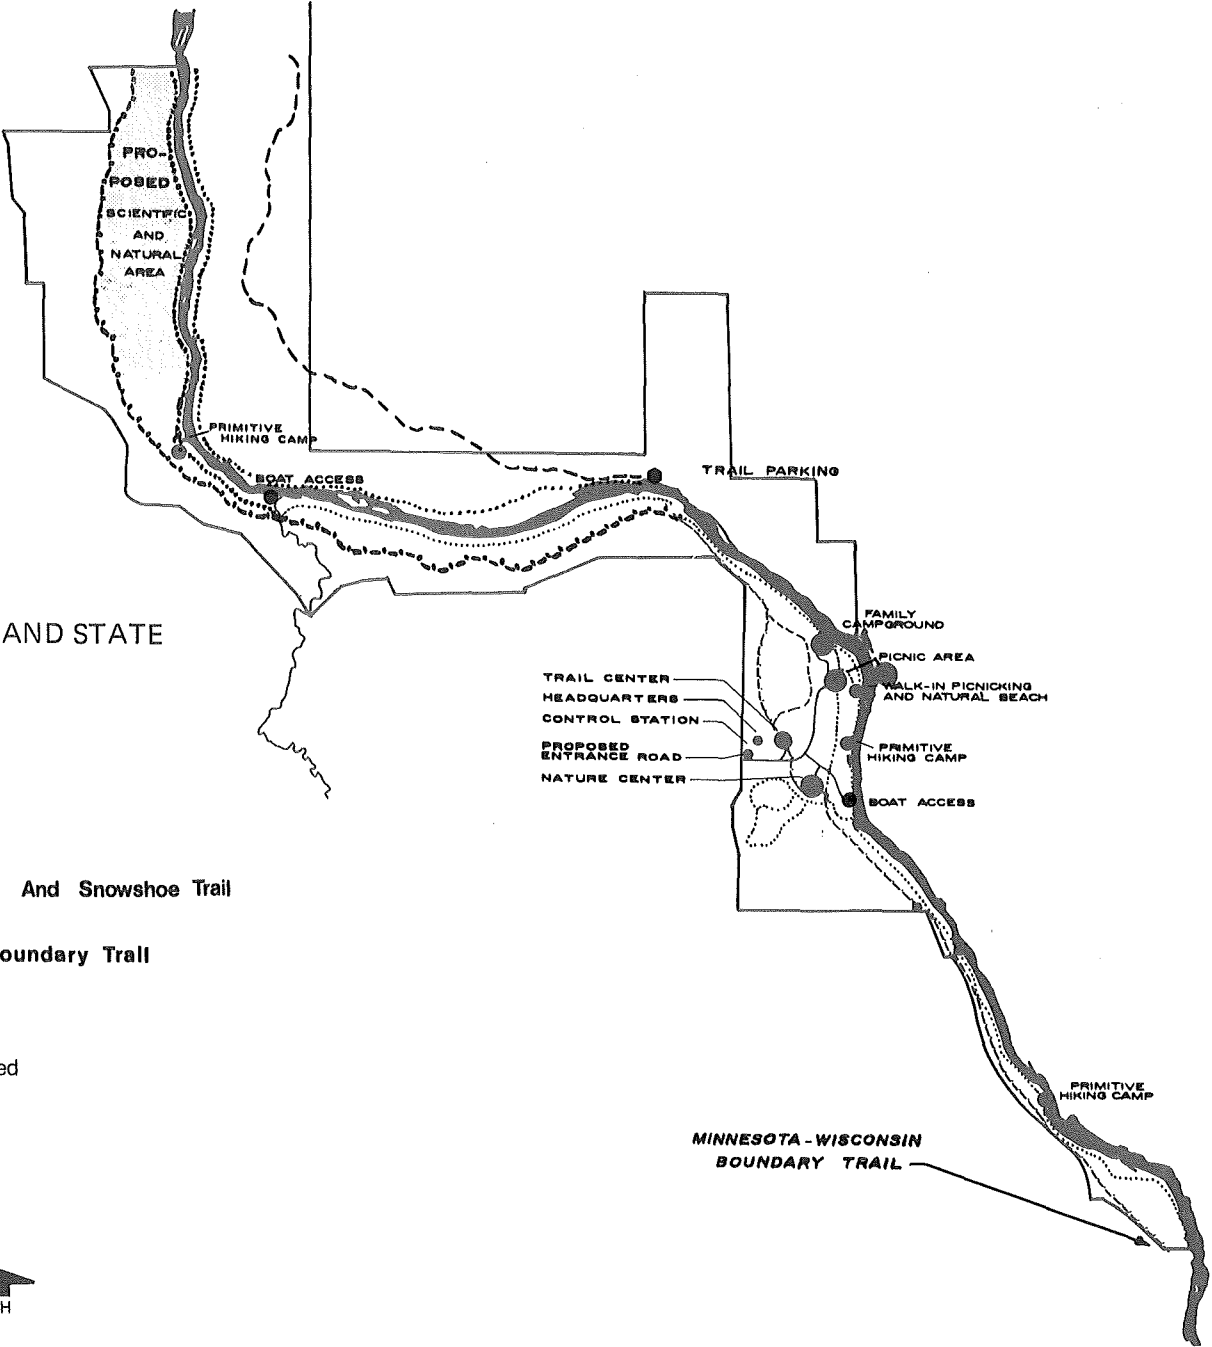 PRO-
POSED
SCIENTIFIC
AND
NATURAL
AREA
PRIMITIVE
HIKING CAMP
BOAT ACCESS
TRAIL PARKING
AND STATE
FAMILY
CAMPGROUND
PICNIC AREA
WALK-IN PICNICKING
AND NATURAL BEACH
TRAIL CENTER
HEADQUARTERS
CONTROL STATION
PROPOSED
ENTRANCE ROAD
NATURE CENTER
PRIMITIVE
HIKING CAMP
BOAT ACCESS
And Snowshoe Trail
oundary Trail
ed
PRIMITIVE
HIKING CAMP
MINNESOTA-WISCONSIN
BOUNDARY TRAIL
H